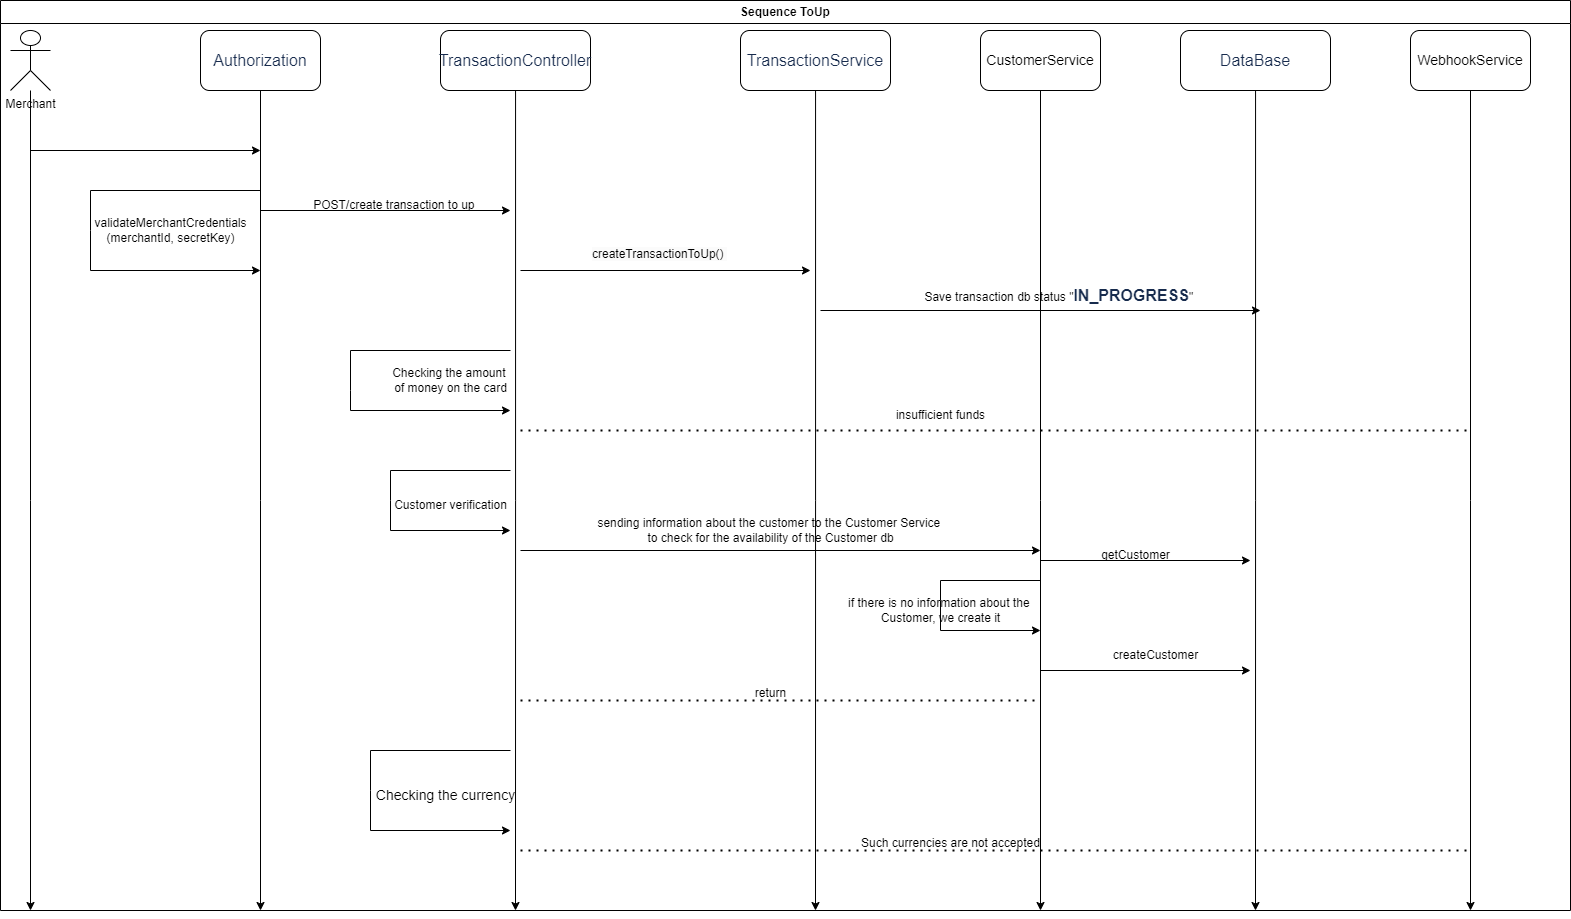 Sequence ToUp
Merchant
Authorization
TransactionController
TransactionService
CustomerService
DataBase
WebhookService
validateMerchantCredentials
(merchantId, secretKey)
POST/create transaction to up
createTransactionToUp()
Save transaction db status "IN_PROGRESS"
Checking the amount
of money on the card
insufficient funds
Customer verification
sending information about the customer to the Customer Service
to check for the availability of the Customer db
getCustomer
if there is no information about the
Customer, we create it
createCustomer
return
Checking the currency
Such currencies are not accepted